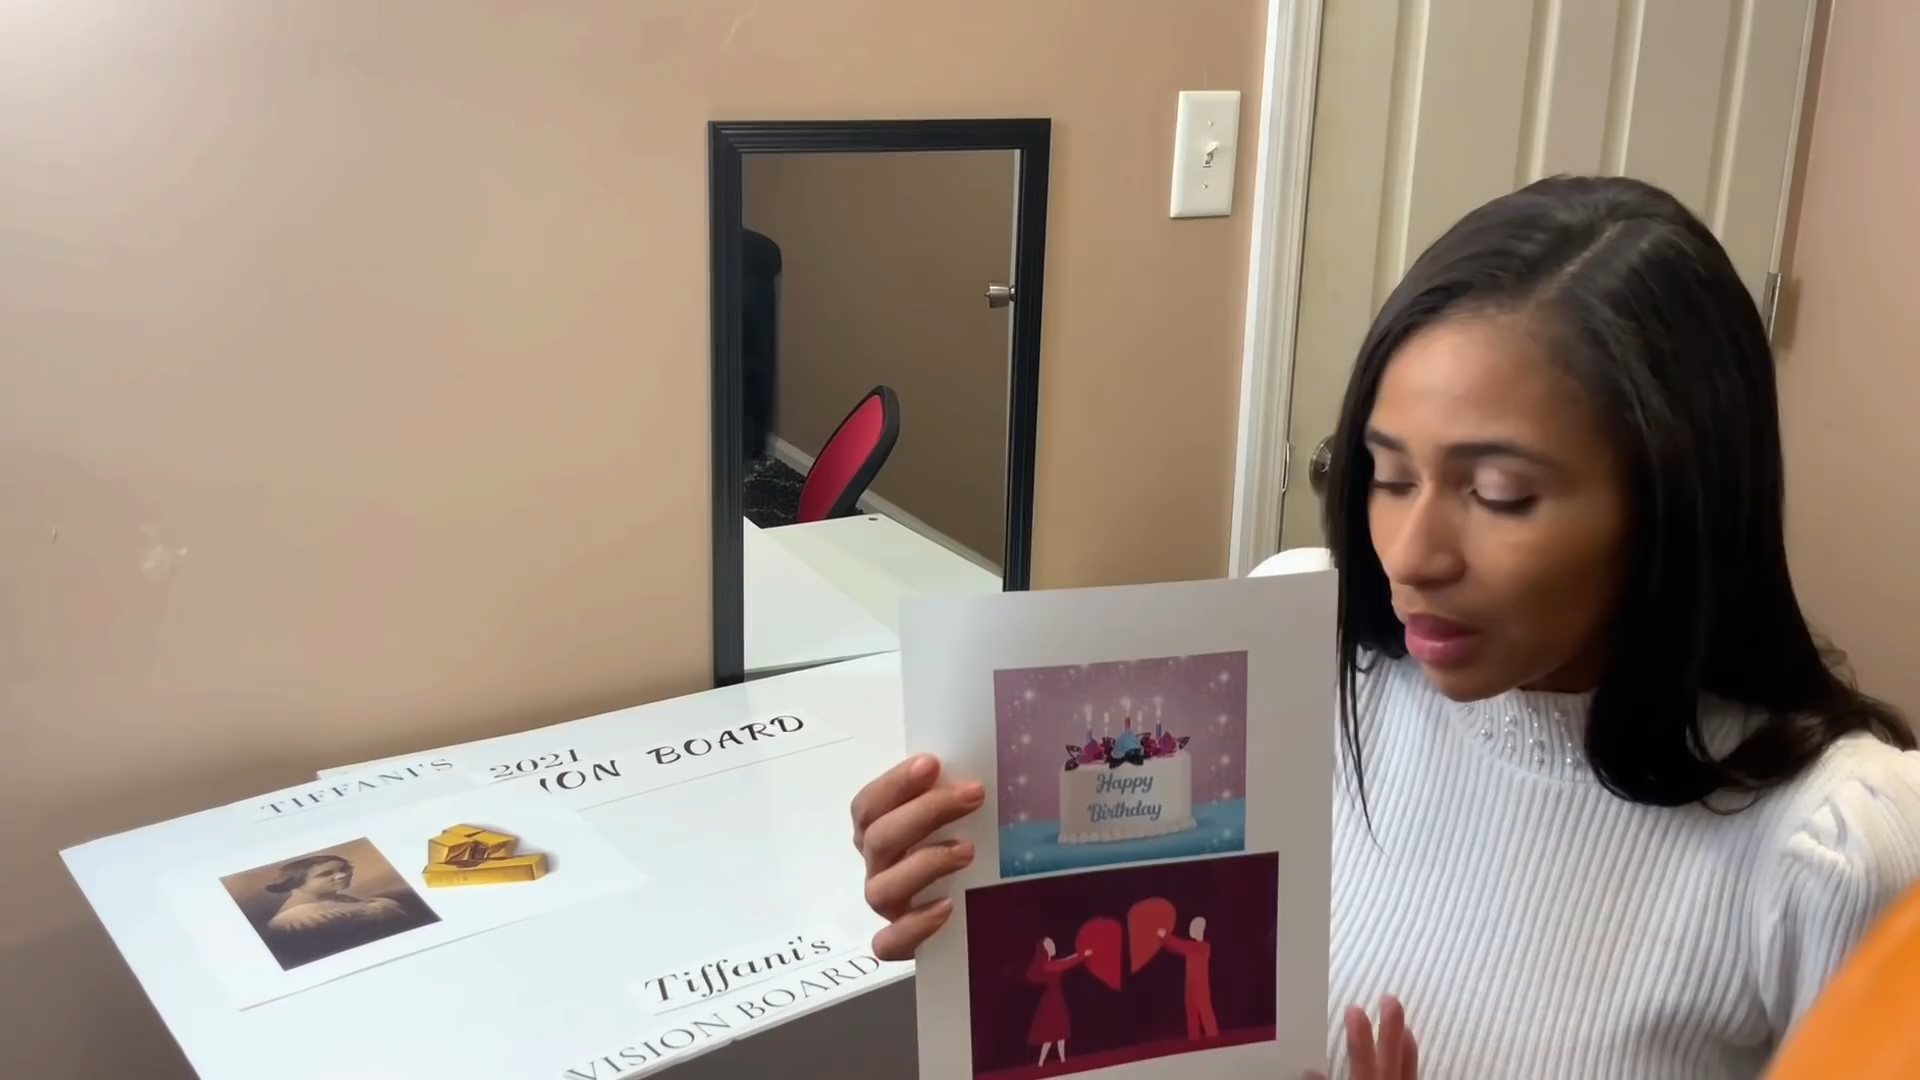 TIFFANI'S
2021
ION BOARD
Happy
Birthday
Tiffani's
VISION BOARD